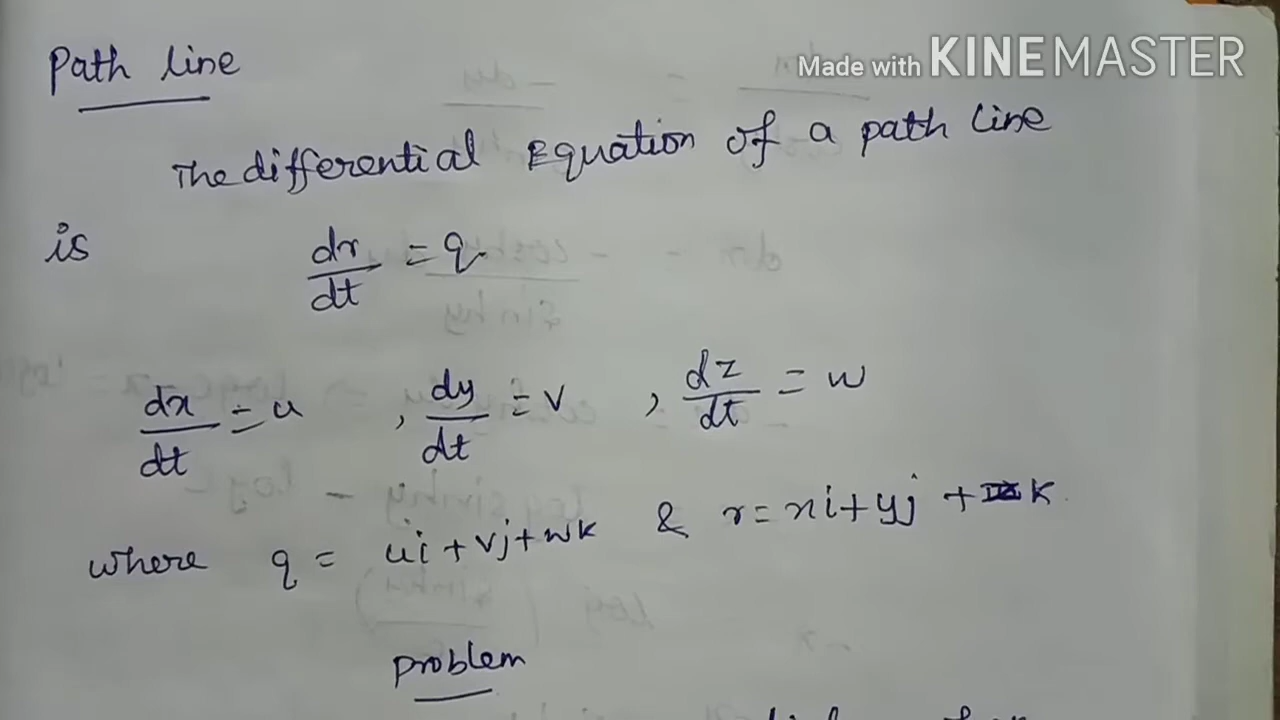 Path line
Made with KINEMASTER
The differential Equation of a path line
is dr/dt = q
dx/dt = u , dy/dt = v , dz/dt = w
where q = ui + vj + wk & r = xi + yj + k
Problem